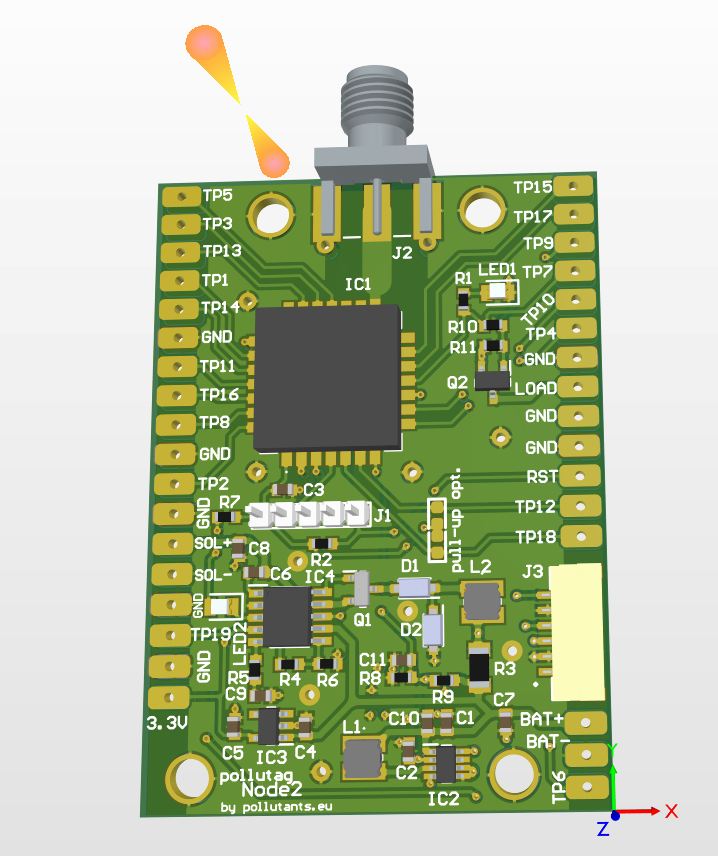 TP5
TP15
TP3
TP17
TP13
TP9
J2
TP1
IC1
R1
LED1
TP7
TP14
TP10
GND
R10
TP4
R11
TP11
GND
TP16
Q2
LOAD
TP8
GND
GND
GND
TP2
RST
C3
pull-up opt.
GND
R7
J1
TP12
SOL+
C8
R2
TP18
SOL-
C6
IC4
D1
L2
J3
GND
Q1
D2
TP19
LED2
GND
R5
R4
R6
C11
R8
R3
C9
R9
C7
3.3V
L1
C10
C1
BAT+
C5
IC3
C4
C2
BAT-
pollutag
Node2
IC2
TP6
by pollutants.eu
Y
X
Z